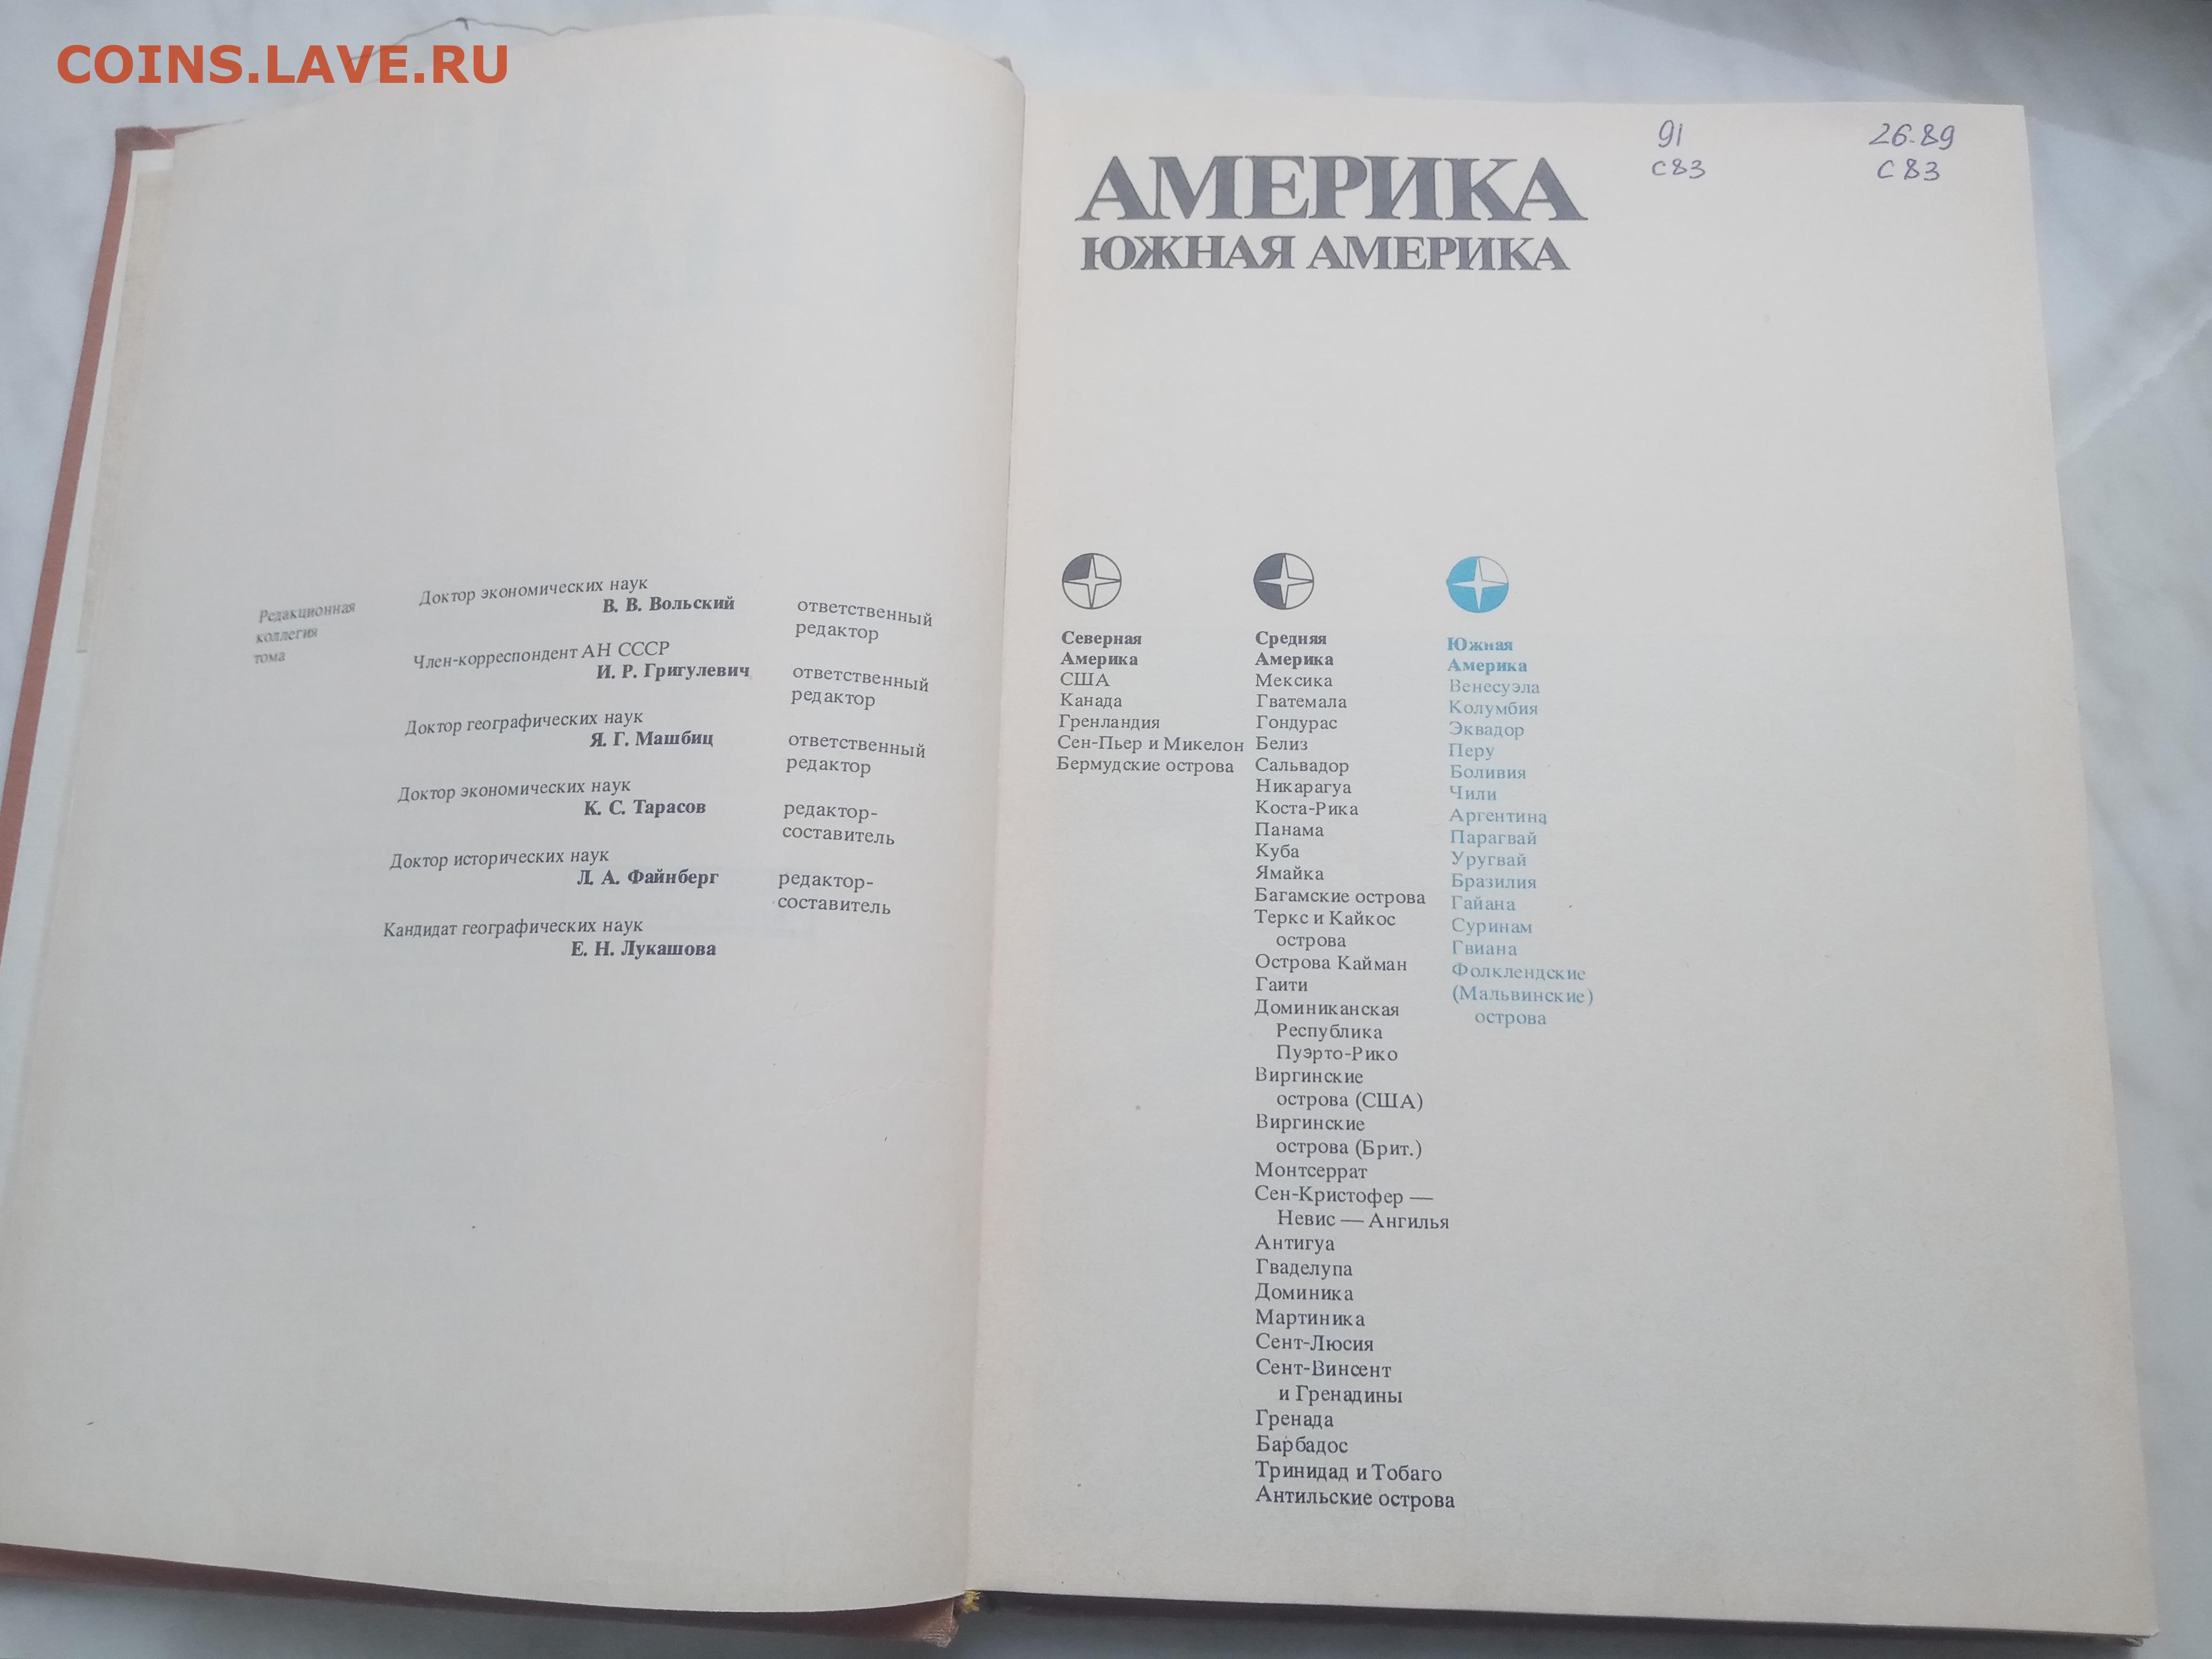 COINS.LAVE.RU
Редакционная
коллегия
тома
Доктор экономических наук
В. В. Вольский
ответственный
редактор
Член-корреспондент АН СССР
И. Р. Григулевич
ответственный
редактор
Доктор географических наук
Я. Г. Машбиц
ответственный
редактор
Доктор экономических наук
К. С. Тарасов
редактор-
составитель
Доктор исторических наук
Л. А. Файнберг
редактор-
составитель
Кандидат географических наук
Е. Н. Лукашова
91
С83
26.89
С83
АМЕРИКА
ЮЖНАЯ АМЕРИКА
Северная
Америка
США
Канада
Гренландия
Сен-Пьер и Микелон
Бермудские острова
Средняя
Америка
Мексика
Гватемала
Гондурас
Белиз
Сальвадор
Никарагуа
Коста-Рика
Панама
Куба
Ямайка
Багамские острова
Теркс и Кайкос
острова
Острова Кайман
Гаити
Доминиканская
Республика
Пуэрто-Рико
Виргинские
острова (США)
Виргинские
острова (Брит.)
Монтсеррат
Сен-Кристофер —
Невис — Ангилья
Антигуа
Гваделупа
Доминика
Мартиника
Сент-Люсия
Сент-Винсент
и Гренадины
Гренада
Барбадос
Тринидад и Тобаго
Антильские острова
Южная
Америка
Венесуэла
Колумбия
Эквадор
Перу
Боливия
Чили
Аргентина
Парагвай
Уругвай
Бразилия
Гайана
Суринам
Гвиана
Фолклендские
(Мальвинские)
острова